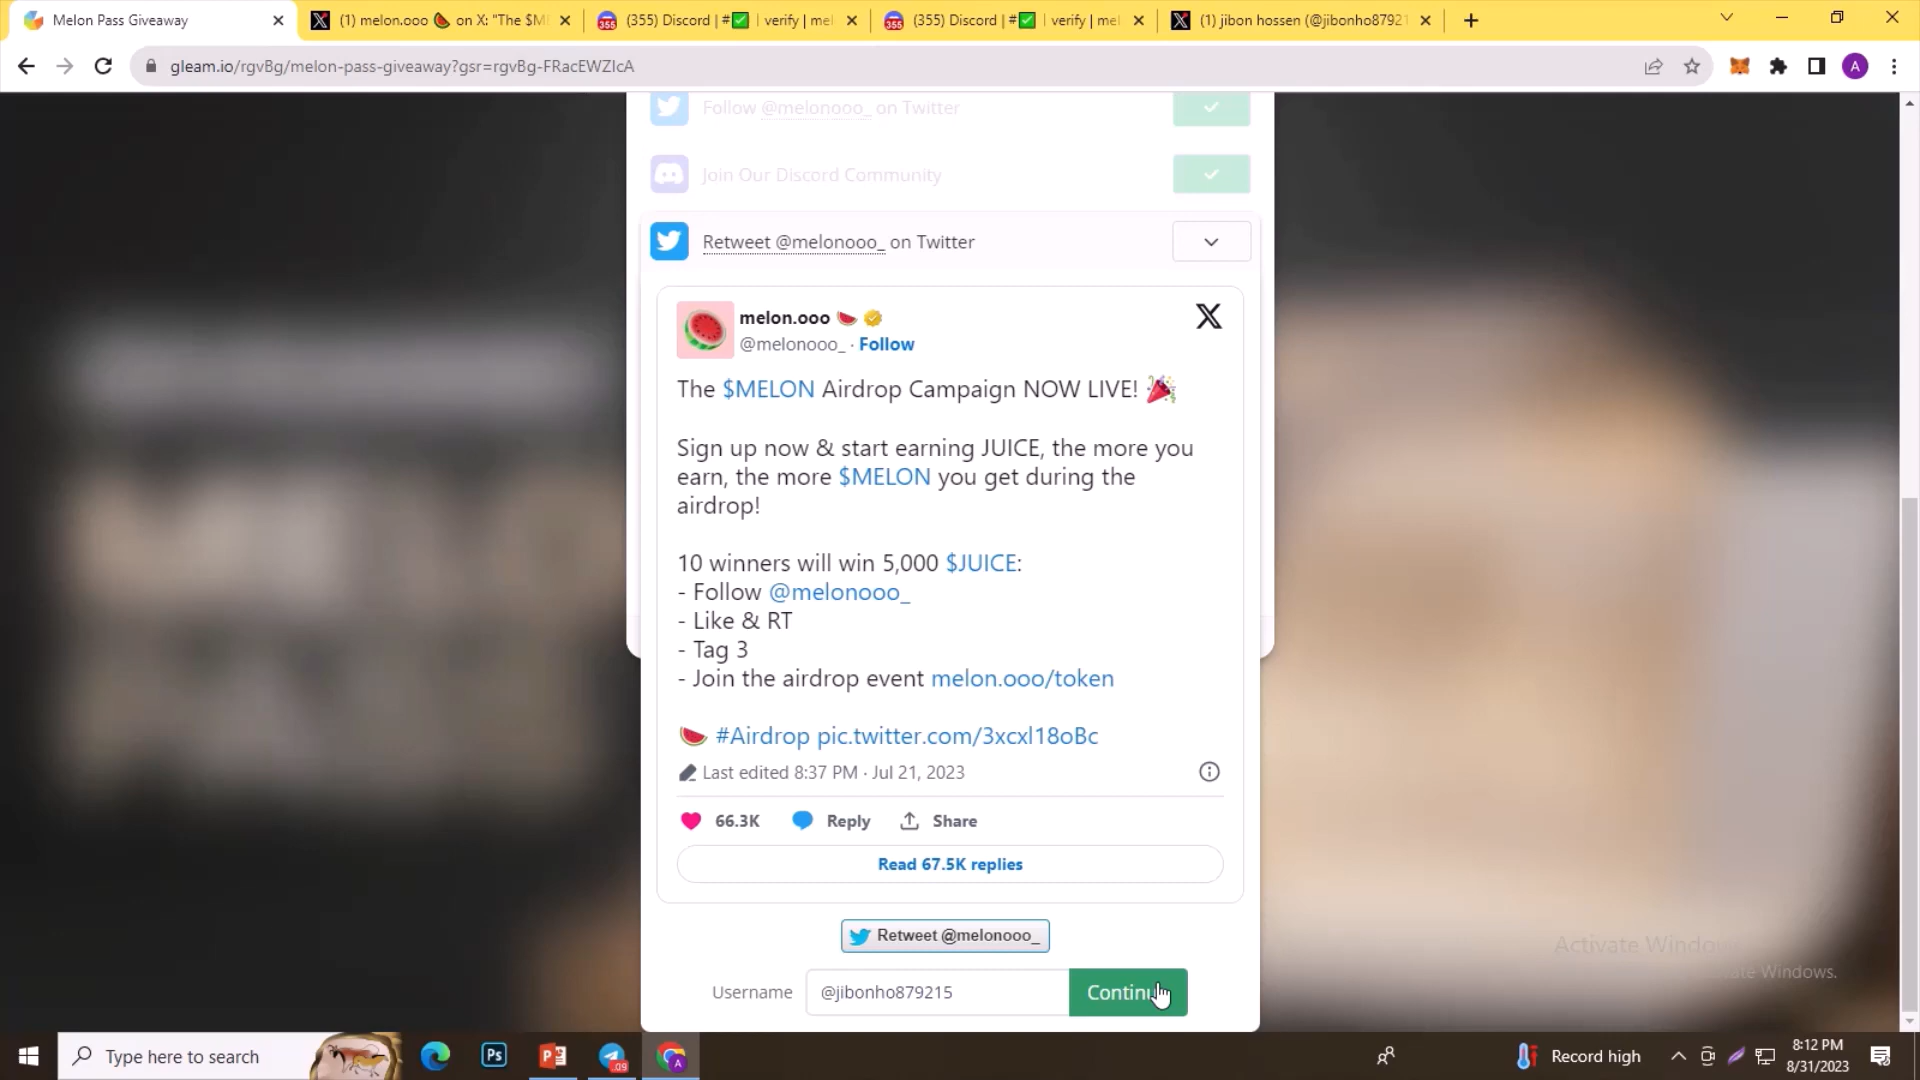 Melon Pass Giveaway
(1) melon.ooo 🍉 on X: "The $M
(355) Discord | #✅ | verify | mel
(355) Discord | #✅ | verify | mel
(1) jibon hossen (@jibonho87921
gleam.io/rgvBg/melon-pass-giveaway?gsr=rgvBg-FRacEWZIcA
A
Follow @melonooo_ on Twitter
Join Our Discord Community
Retweet @melonooo_ on Twitter
melon.ooo 🍉
@melonooo_ · Follow
The $MELON Airdrop Campaign NOW LIVE! 🎉
Sign up now & start earning JUICE, the more you
earn, the more $MELON you get during the
airdrop!
10 winners will win 5,000 $JUICE:
- Follow @melonooo_
- Like & RT
- Tag 3
- Join the airdrop event melon.ooo/token
🍉 #Airdrop pic.twitter.com/3xcxl18oBc
Last edited 8:37 PM · Jul 21, 2023
66.3K Reply Share
Read 67.5K replies
Retweet @melonooo_
Username @jibonho879215 Continu
Activate Windo
ate Windows.
Type here to search
Ps
Record high
8:12 PM
8/31/2023